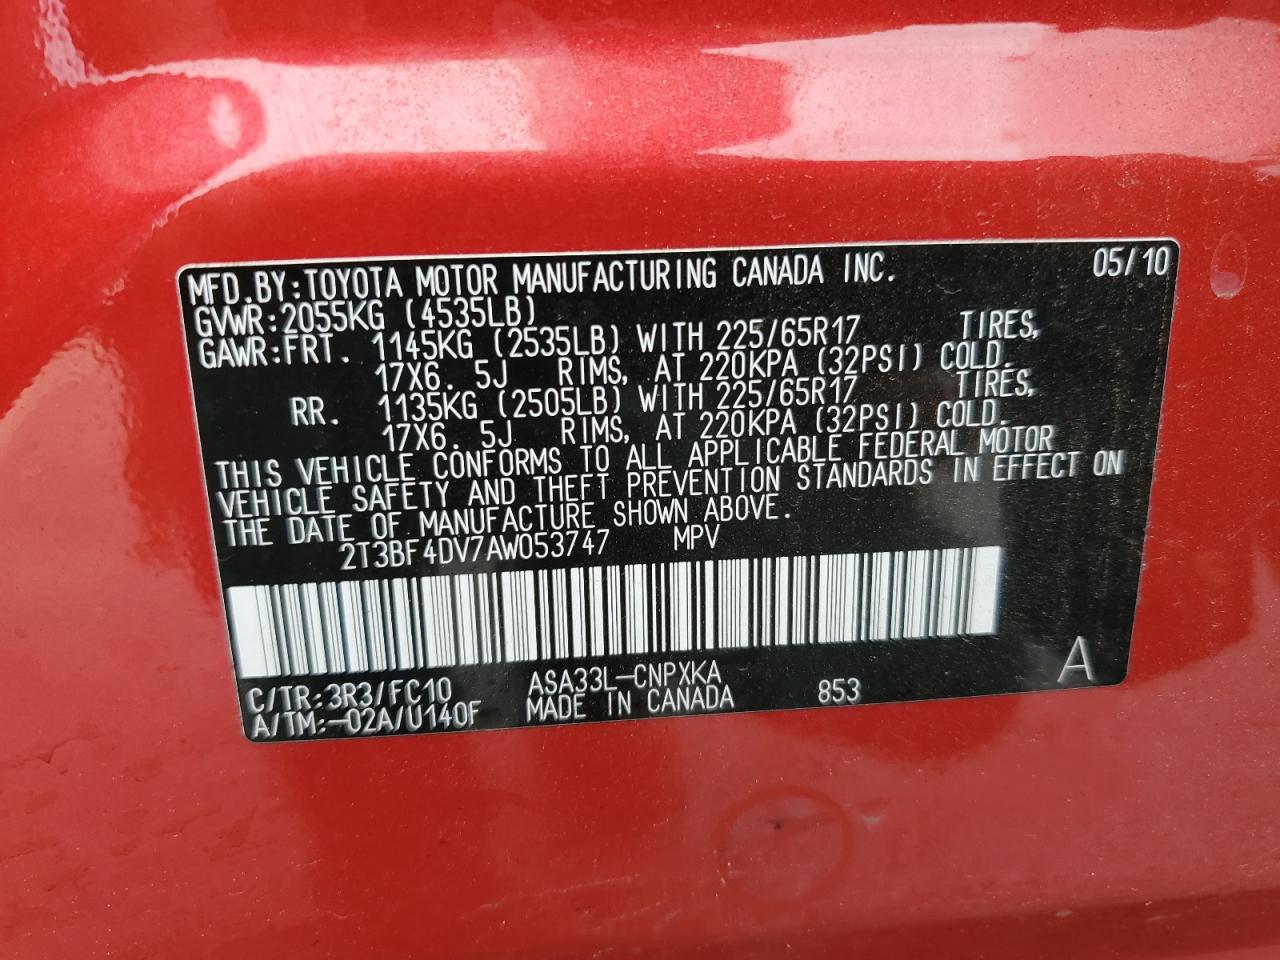 MFD.BY:TOYOTA MOTOR MANUFACTURING CANADA INC. 05/10
GVWR:2055KG (4535LB)
GAWR:FRT. 1145KG (2535LB) WITH 225/65R17 TIRES,
17X6. 5J RIMS, AT 220KPA (32PSI) COLD.
RR. 1135KG (2505LB) WITH 225/65R17 TIRES,
17X6. 5J RIMS, AT 220KPA (32PSI) COLD.
THIS VEHICLE CONFORMS TO ALL APPLICABLE FEDERAL MOTOR
VEHICLE SAFETY AND THEFT PREVENTION STANDARDS IN EFFECT ON
THE DATE OF MANUFACTURE SHOWN ABOVE.
2T3BF4DV7AW053747 MPV
C/TR:3R3/FC10 ASA33L-CNPXKA
A/TM:-02A/U140F MADE IN CANADA 853 A